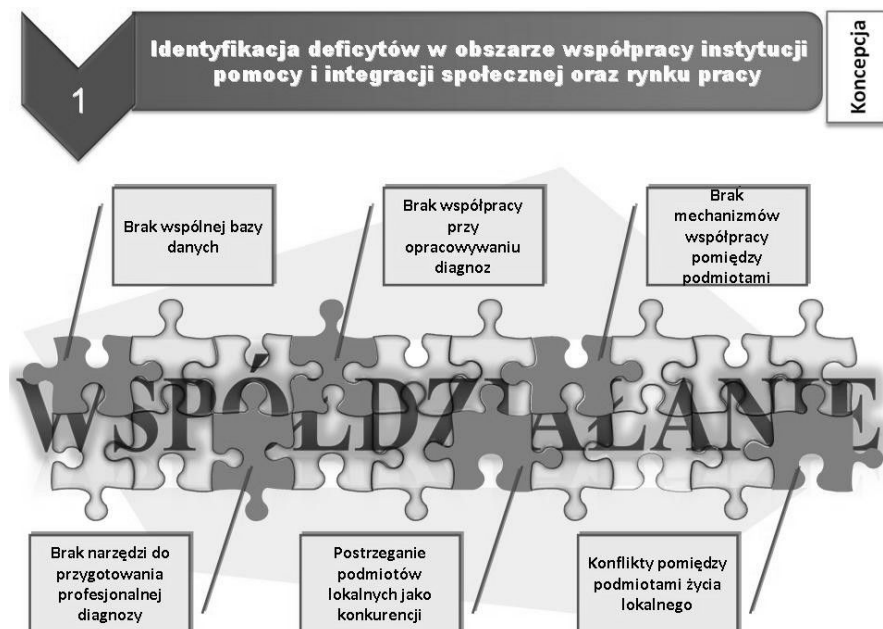 Identyfikacja deficytów w obszarze współpracy instytucji
pomocy i integracji społecznej oraz rynku pracy
1
Koncepcja
Brak wspólnej bazy
danych
Brak współpracy
przy
opracowywaniu
diagnoz
Brak
mechanizmów
współpracy
pomiędzy
podmiotami
WSPÓŁDZIAŁANIE
Brak narzędzi do
przygotowania
profesjonalnej
diagnozy
Postrzeganie
podmiotów
lokalnych jako
konkurencji
Konflikty pomiędzy
podmiotami życia
lokalnego